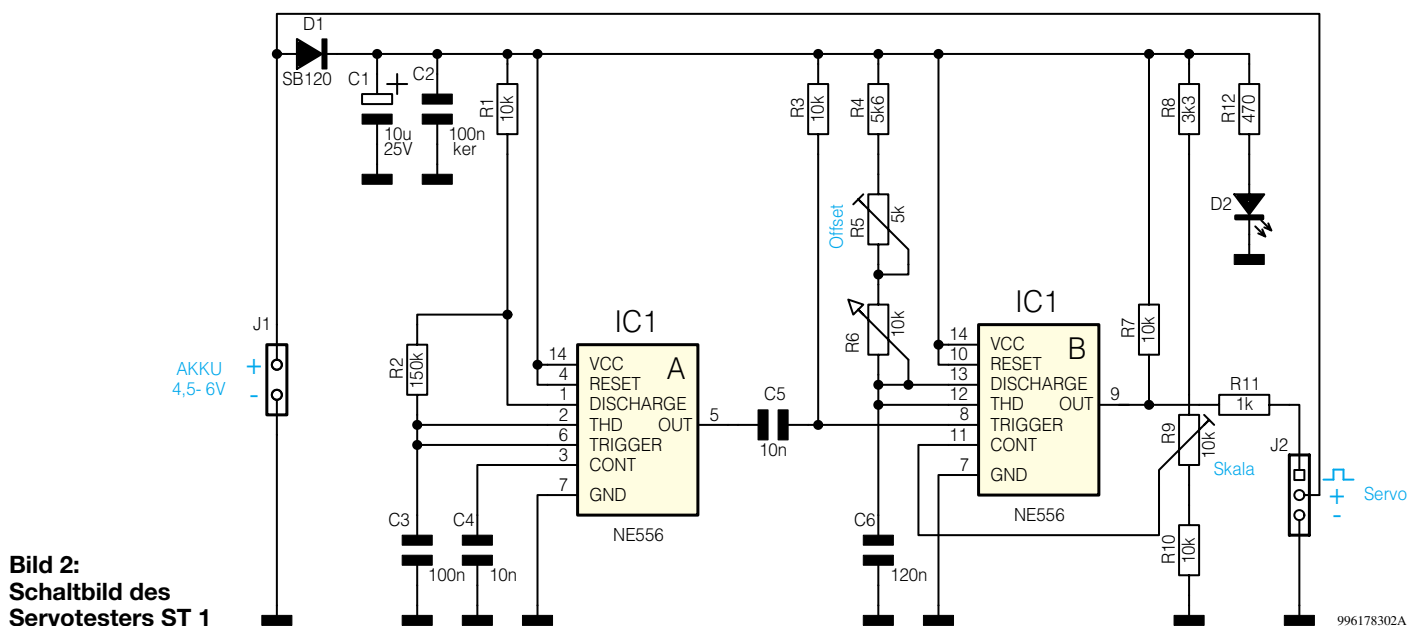 D1
SB120
C1
+
10u
25V
C2
100n
ker
R1
10k
R3
10k
R4
5k6
R8
3k3
R12
470
D2
Offset
R5
5k
R6
10k
R7
10k
J1
AKKU
4,5- 6V
+
-
R2
150k
IC1
A
14
4
1
2
6
3
7
VCC
RESET
DISCHARGE
THD OUT
TRIGGER
CONT
GND
5
NE556
C5
10n
IC1
B
14
10
13
12
8
11
7
VCC
RESET
DISCHARGE
THD OUT
TRIGGER
CONT
GND
9
NE556
R11
1k
R9
10k
Skala
J2
+
-
Servo
R10
10k
C3
100n
C4
10n
C6
120n
Bild 2:
Schaltbild des
Servotesters ST 1
996178302A